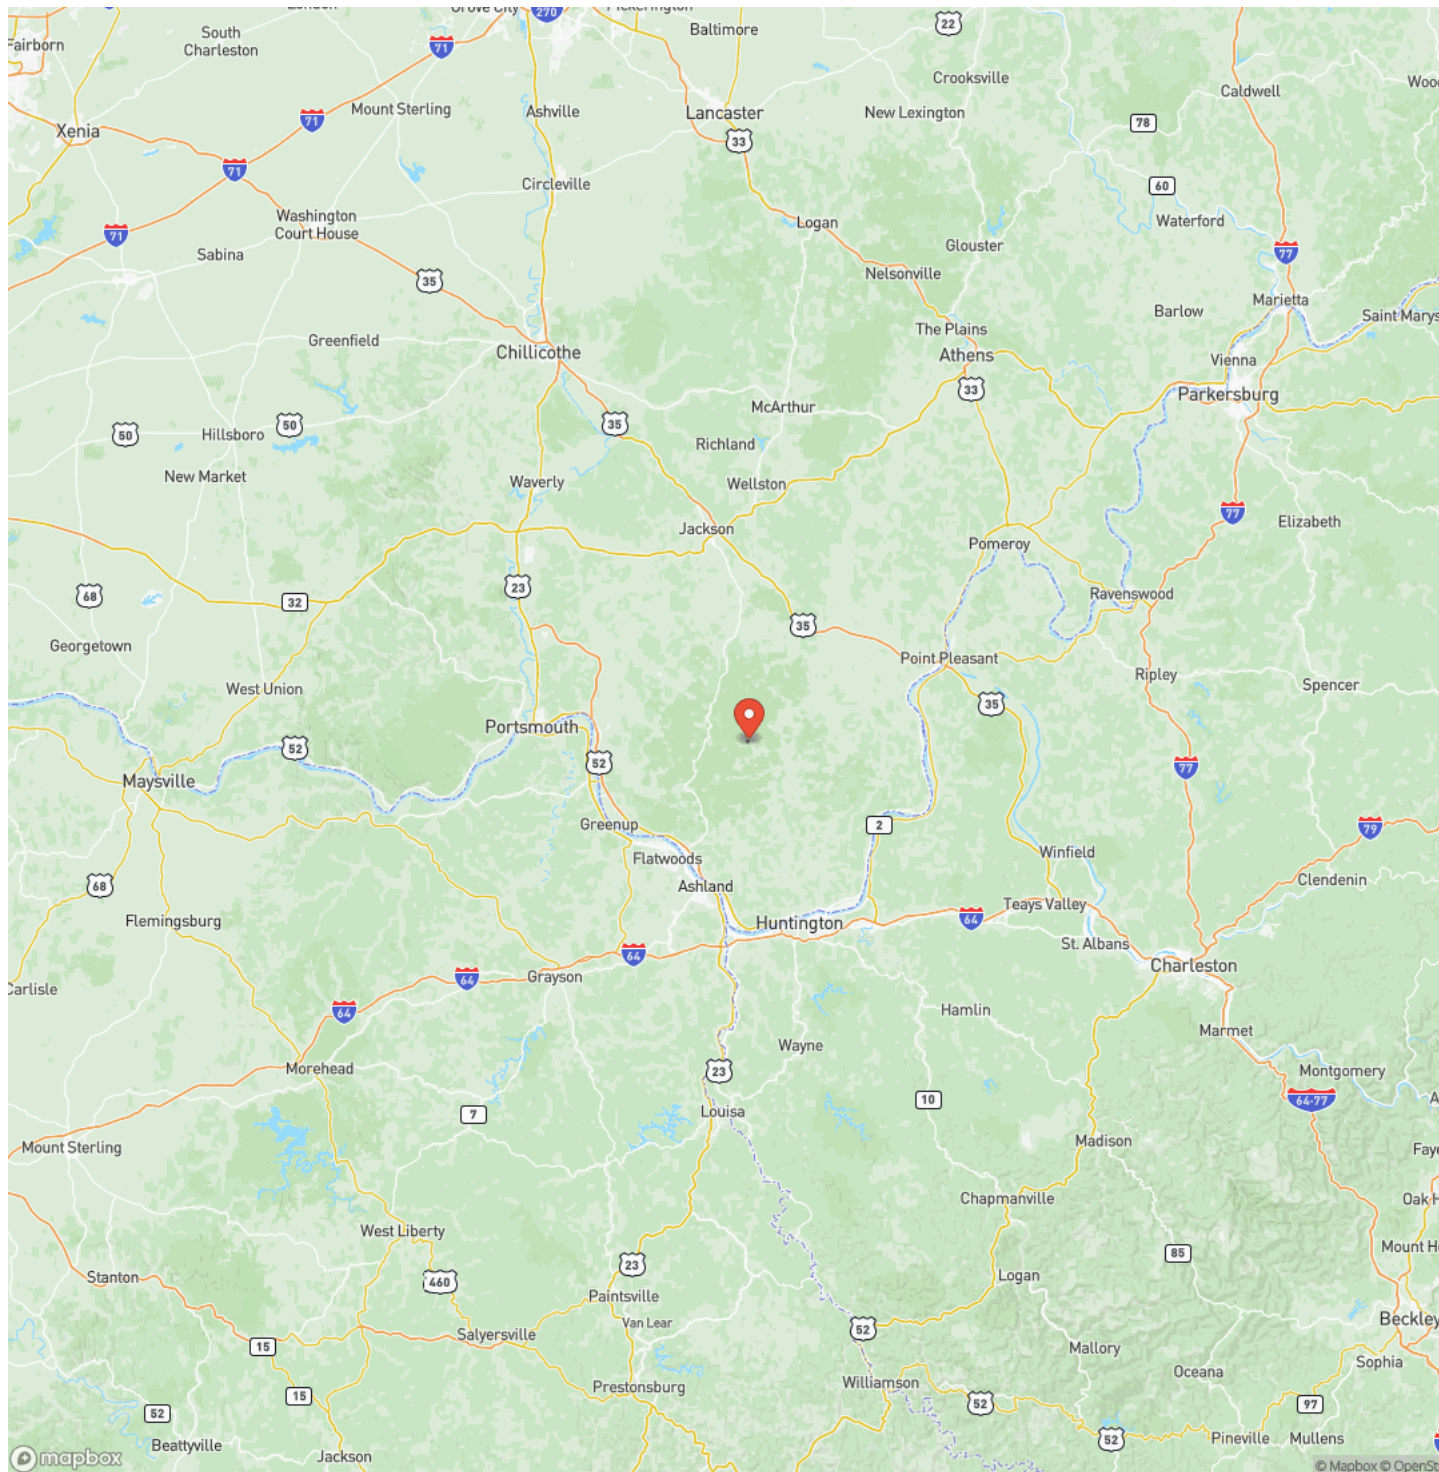 London
Grove City
Pickerington
270
22
Baltimore
South
Charleston
Fairborn
71
Crooksville
Caldwell
Mount Sterling
Ashville
Lancaster
New Lexington
71
Xenia
33
78
71
Circleville
60
Washington
Court House
Logan
Waterford
71
Sabina
Glouster
77
35
Nelsonville
Marietta
Barlow
Saint Marys
Greenfield
The Plains
Chillicothe
Athens
Vienna
33
Parkersburg
McArthur
50
35
50
Hillsboro
Richland
New Market
Waverly
Wellston
77
Jackson
Elizabeth
Pomeroy
23
68
32
Ravenswood
35
Georgetown
Point Pleasant
Ripley
West Union
Spencer
35
Portsmouth
52
52
77
Maysville
Greenup
2
79
Winfield
Flatwoods
68
Ashland
Clendenin
Teays Valley
Flemingsburg
Huntington
64
St. Albans
64
Charleston
64
Grayson
Carlisle
64
Hamlin
Marmet
Wayne
Morehead
23
Montgomery
64-77
10
7
Louisa
Mount Sterling
Madison
Chapmanville
West Liberty
85
23
Stanton
460
Logan
Paintsville
Van Lear
52
Beckley
Salyersville
15
Mallory
Sophia
Oceana
Prestonsburg
Williamson
15
52
97
52
52
Pineville
Mullens
Beattyville
Jackson
mapbox
© Mapbox © OpenSt